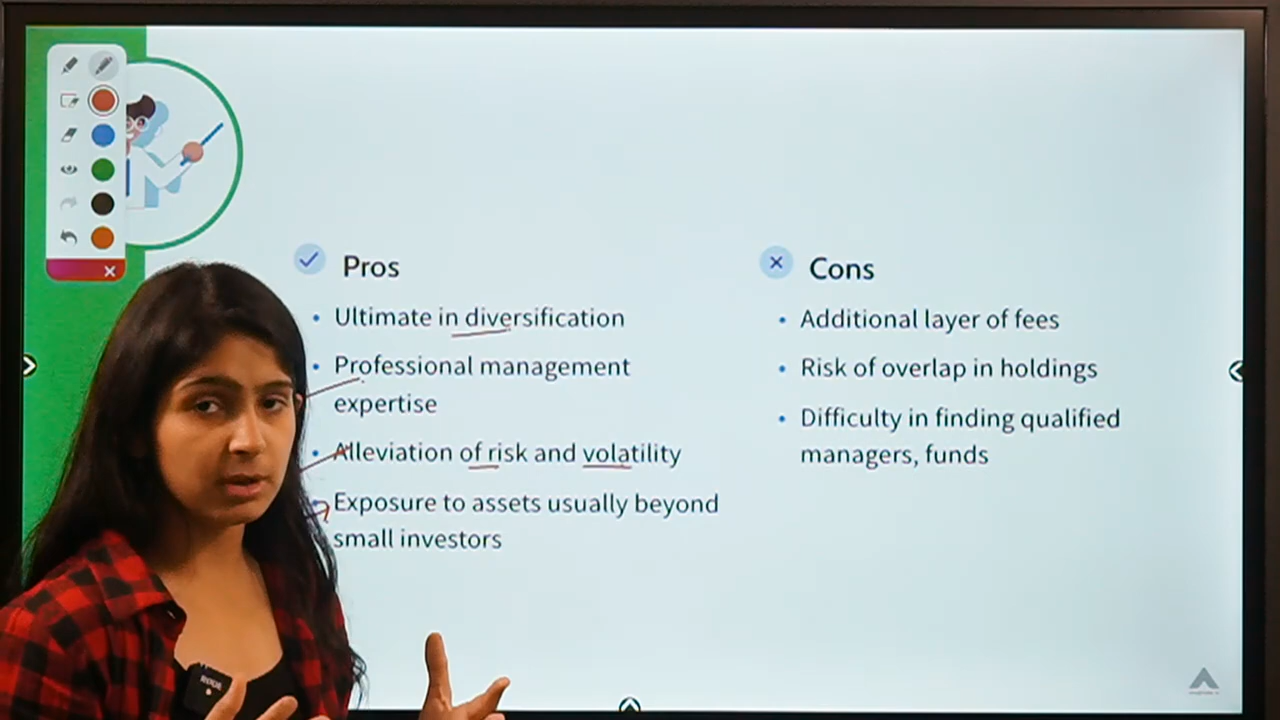 Pros
Ultimate in diversification
Professional management
expertise
Alleviation of risk and volatility
Exposure to assets usually beyond
small investors
Cons
Additional layer of fees
Risk of overlap in holdings
Difficulty in finding qualified
managers, funds